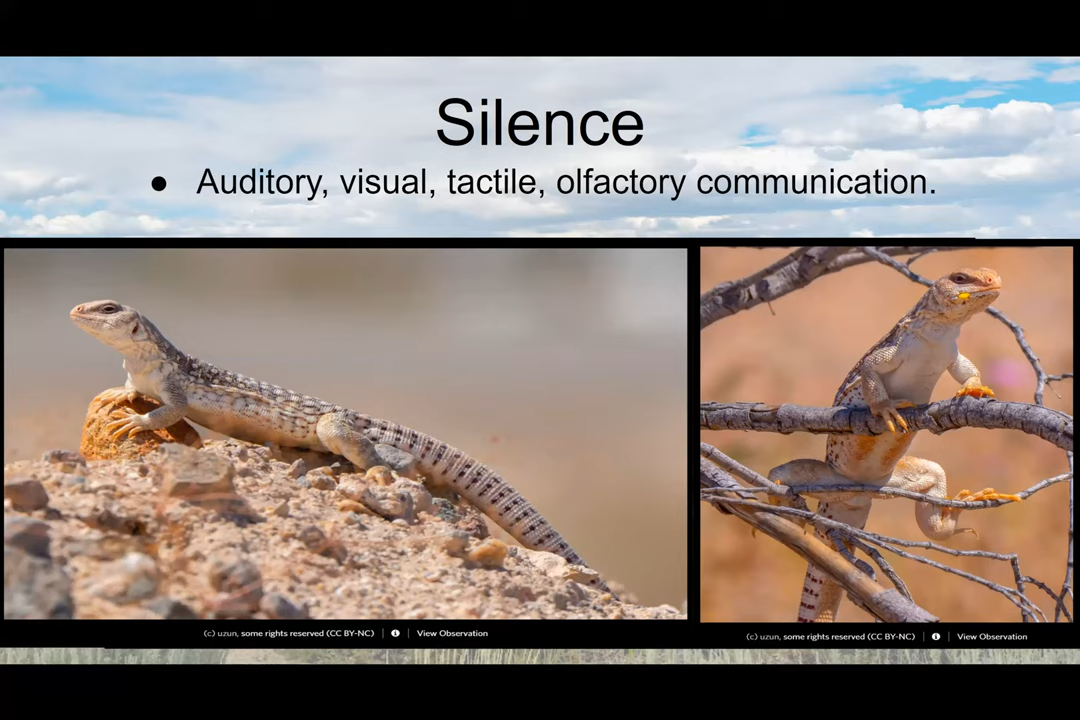 Silence
● Auditory, visual, tactile, olfactory communication.
(c) uzun, some rights reserved (CC BY-NC) | View Observation
(c) uzun, some rights reserved (CC BY-NC) | View Observation